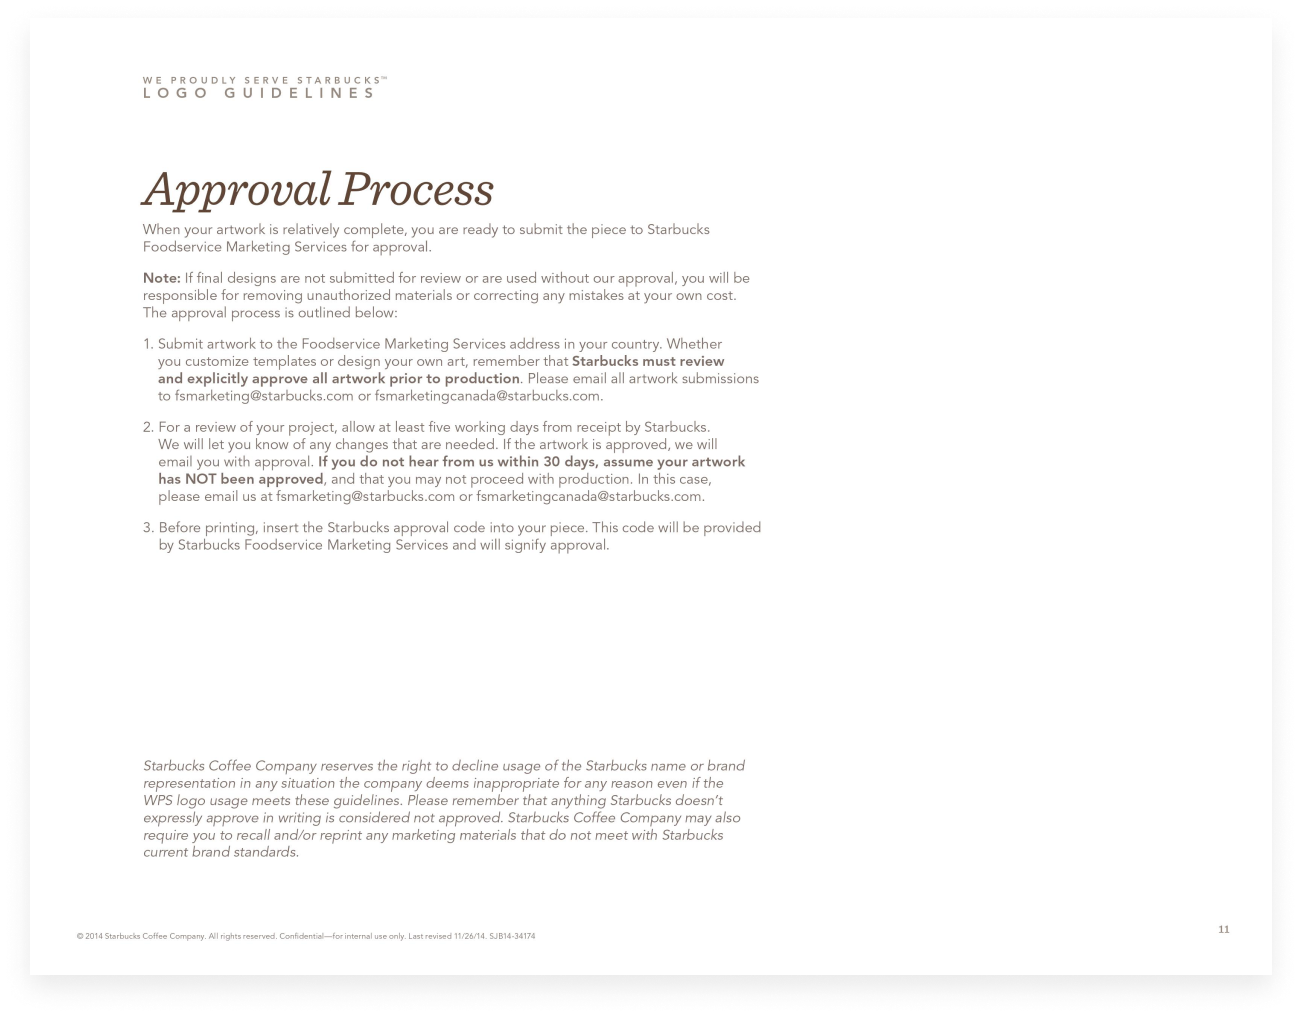 WE PROUDLY SERVE STARBUCKS™
LOGO GUIDELINES
Approval Process
When your artwork is relatively complete, you are ready to submit the piece to Starbucks
Foodservice Marketing Services for approval.
Note: If final designs are not submitted for review or are used without our approval, you will be
responsible for removing unauthorized materials or correcting any mistakes at your own cost.
The approval process is outlined below:
1. Submit artwork to the Foodservice Marketing Services address in your country. Whether
you customize templates or design your own art, remember that Starbucks must review
and explicitly approve all artwork prior to production. Please email all artwork submissions
to fsmarketing@starbucks.com or fsmarketingcanada@starbucks.com.
2. For a review of your project, allow at least five working days from receipt by Starbucks.
We will let you know of any changes that are needed. If the artwork is approved, we will
email you with approval. If you do not hear from us within 30 days, assume your artwork
has NOT been approved, and that you may not proceed with production. In this case,
please email us at fsmarketing@starbucks.com or fsmarketingcanada@starbucks.com.
3. Before printing, insert the Starbucks approval code into your piece. This code will be provided
by Starbucks Foodservice Marketing Services and will signify approval.
Starbucks Coffee Company reserves the right to decline usage of the Starbucks name or brand
representation in any situation the company deems inappropriate for any reason even if the
WPS logo usage meets these guidelines. Please remember that anything Starbucks doesn't
expressly approve in writing is considered not approved. Starbucks Coffee Company may also
require you to recall and/or reprint any marketing materials that do not meet with Starbucks
current brand standards.
© 2014 Starbucks Coffee Company. All rights reserved. Confidential—for internal use only. Last revised 11/26/14. SJB14-34174
11